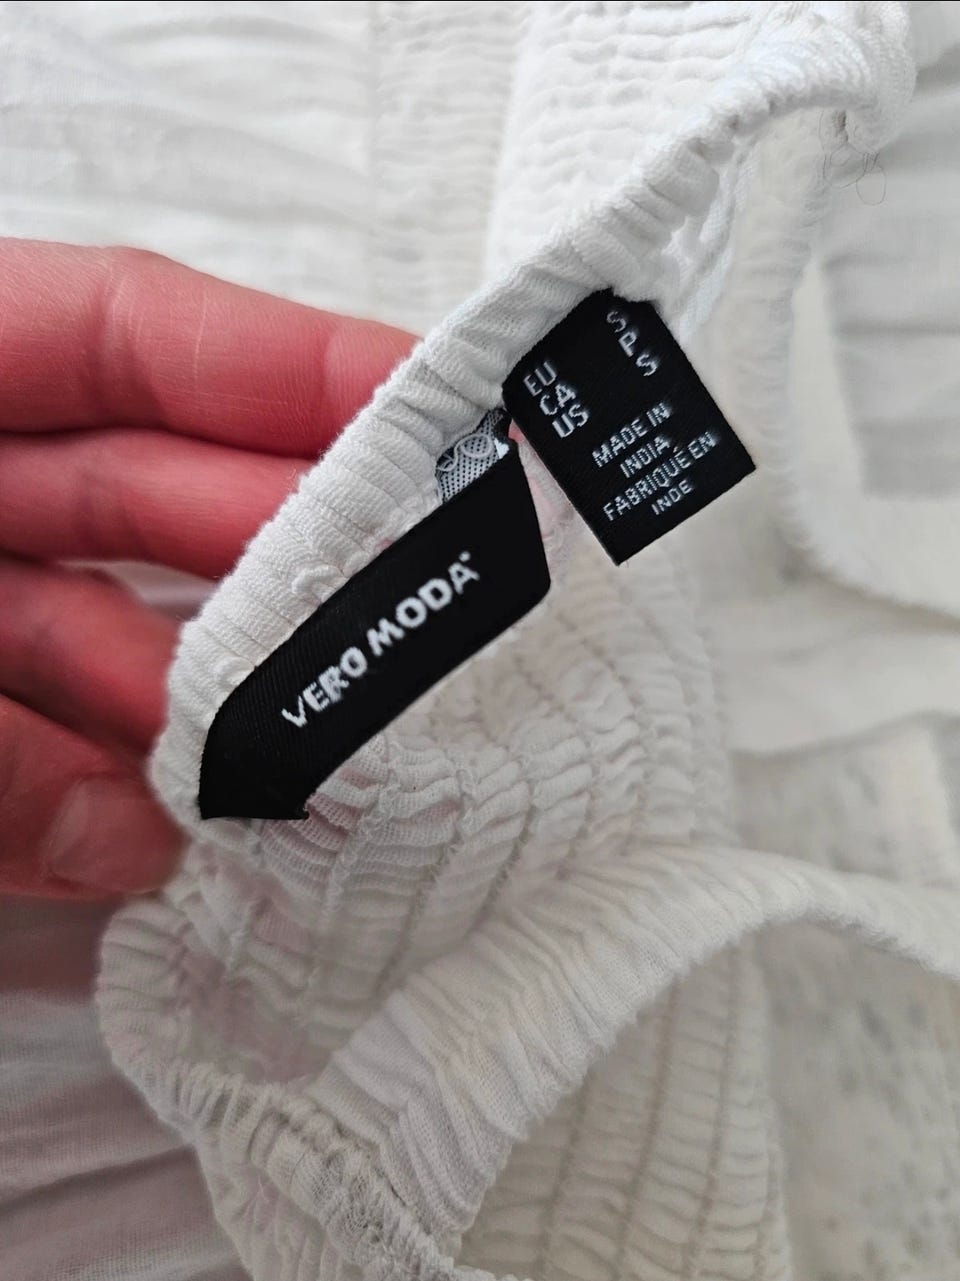 VERO MODA®
EU S
CA P
US S
MADE IN
INDIA
FABRIQUÉ EN
INDE